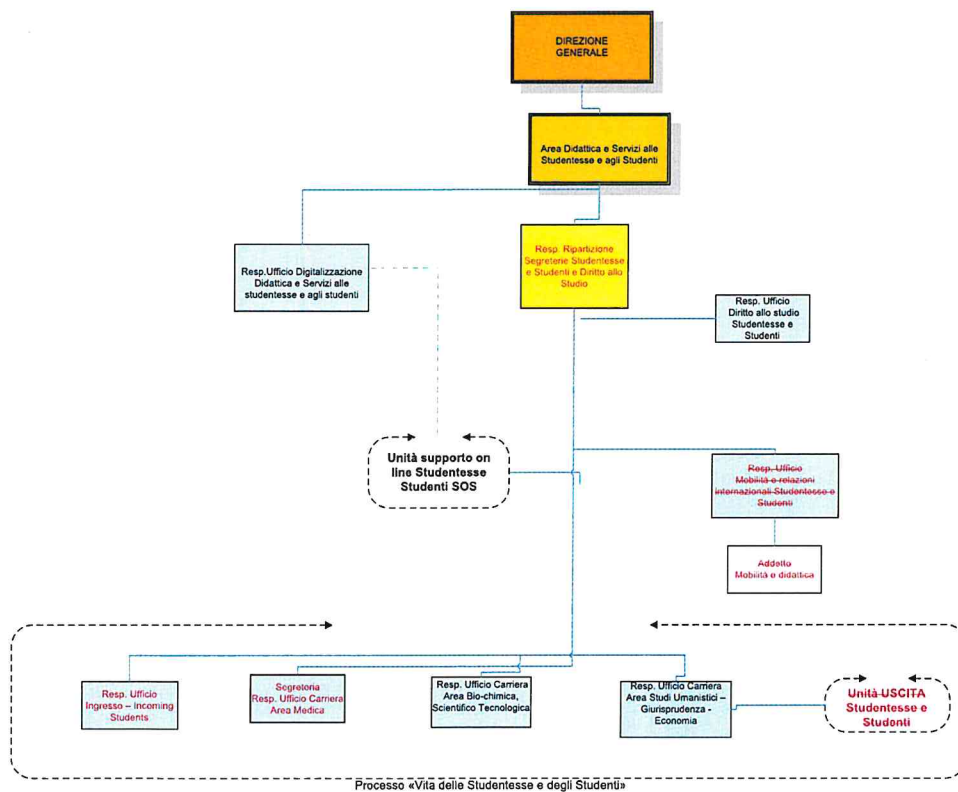 DIREZIONE
GENERALE
Area Didattica e Servizi alle
Studentesse e agli Studenti
Resp. Ripartizione
Segreterie Studentesse
e Studenti e Diritto allo
Studio
Resp.Ufficio Digitalizzazione
Didattica e Servizi alle
studentesse e agli studenti
Resp. Ufficio
Diritto allo studio
Studentesse e
Studenti
Unità supporto on
line Studentesse
Studenti SOS
Resp. Ufficio
Mobilità e relazioni
internazionali Studentesse e
Studenti
Addetto
Mobilità e didattica
Resp. Ufficio
Ingresso – Incoming
Students
Segreteria
Resp. Ufficio Carriera
Area Medica
Resp. Ufficio Carriera
Area Bio-chimica,
Scientifico Tecnologica
Resp. Ufficio Carriera
Area Studi Umanistici –
Giurisprudenza -
Economia
Unità USCITA
Studentesse e
Studenti
Processo «Vita delle Studentesse e degli Studenti»